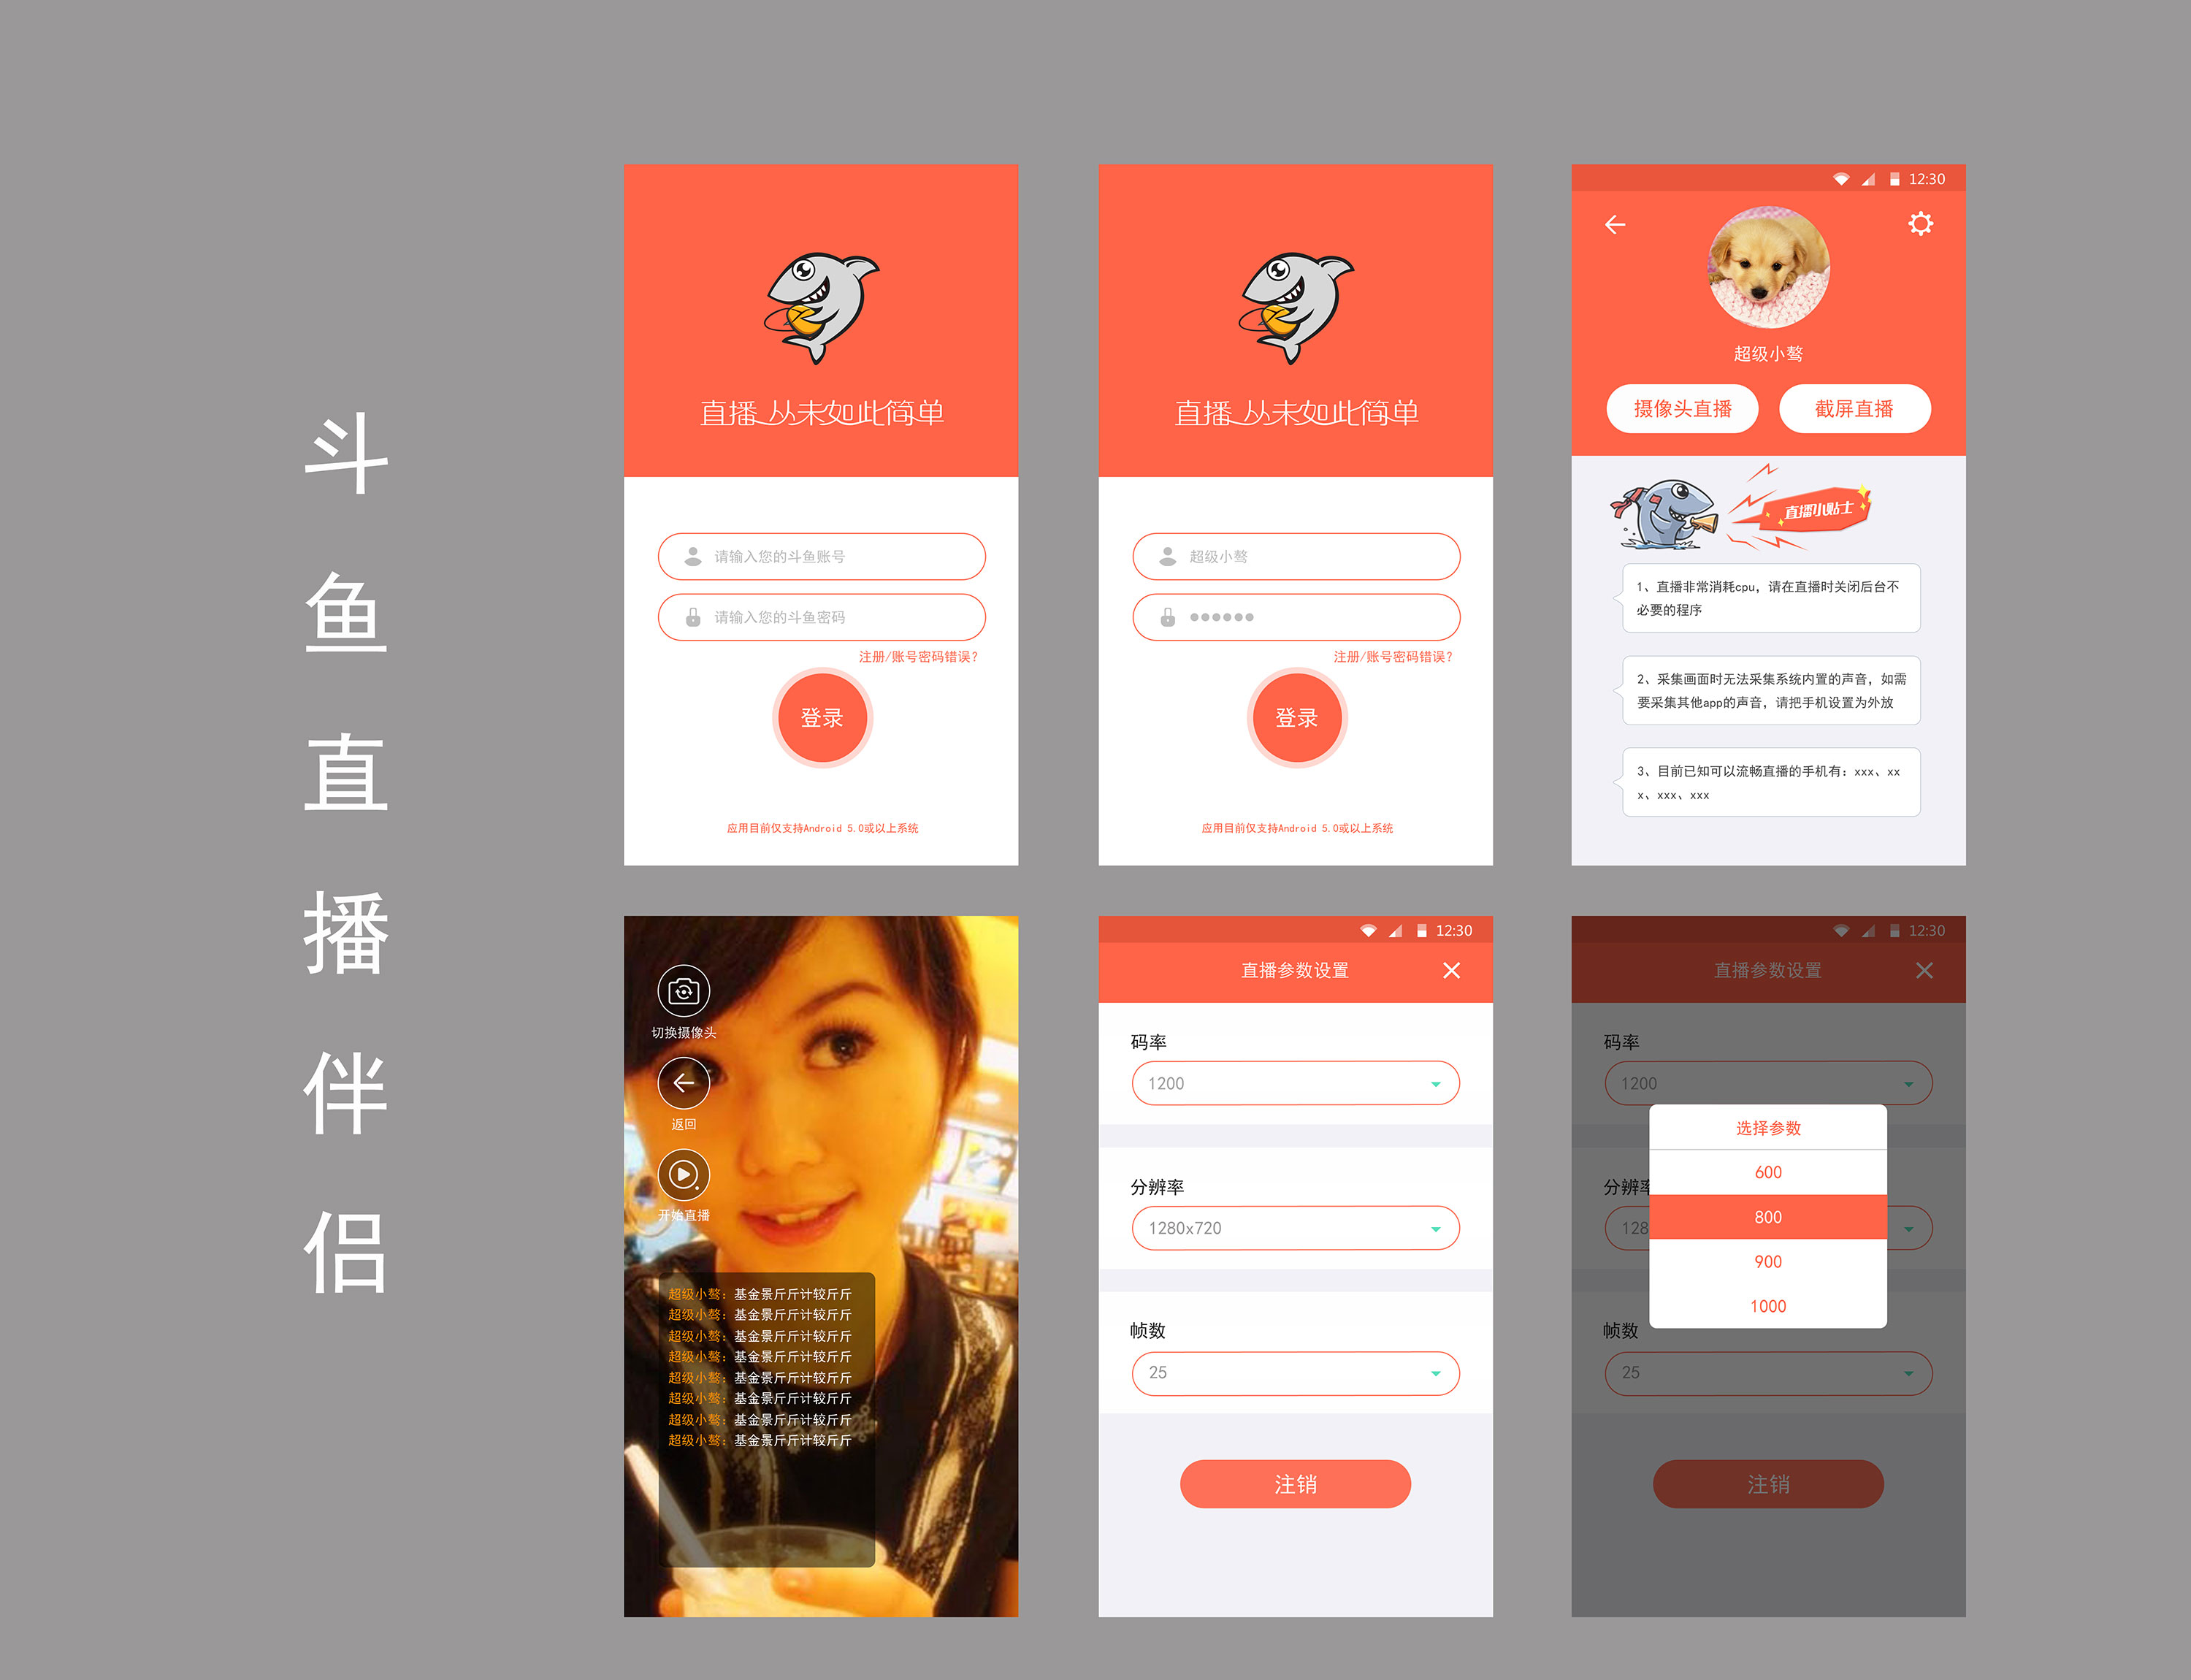 斗鱼直播伴侣
直播 从未如此简单
请输入您的斗鱼账号
请输入您的斗鱼密码
注册/账号密码错误?
登录
应用目前仅支持Android 5.0或以上系统
直播 从未如此简单
超级小骜
●●●●●●
注册/账号密码错误?
登录
应用目前仅支持Android 5.0或以上系统
12:30
超级小骜
摄像头直播
截屏直播
直播小贴士
1、直播非常消耗cpu，请在直播时关闭后台不
必要的程序
2、采集画面时无法采集系统内置的声音，如需
要采集其他app的声音，请把手机设置为外放
3、目前已知可以流畅直播的手机有：xxx、xx
x、xxx、xxx
切换摄像头
返回
开始直播
超级小骜：基金景斤斤计较斤斤
超级小骜：基金景斤斤计较斤斤
超级小骜：基金景斤斤计较斤斤
超级小骜：基金景斤斤计较斤斤
超级小骜：基金景斤斤计较斤斤
超级小骜：基金景斤斤计较斤斤
超级小骜：基金景斤斤计较斤斤
超级小骜：基金景斤斤计较斤斤
12:30
直播参数设置
码率
1200
分辨率
1280x720
帧数
25
注销
12:30
直播参数设置
码率
1200
选择参数
600
分辨率
800
128
900
1000
帧数
25
注销